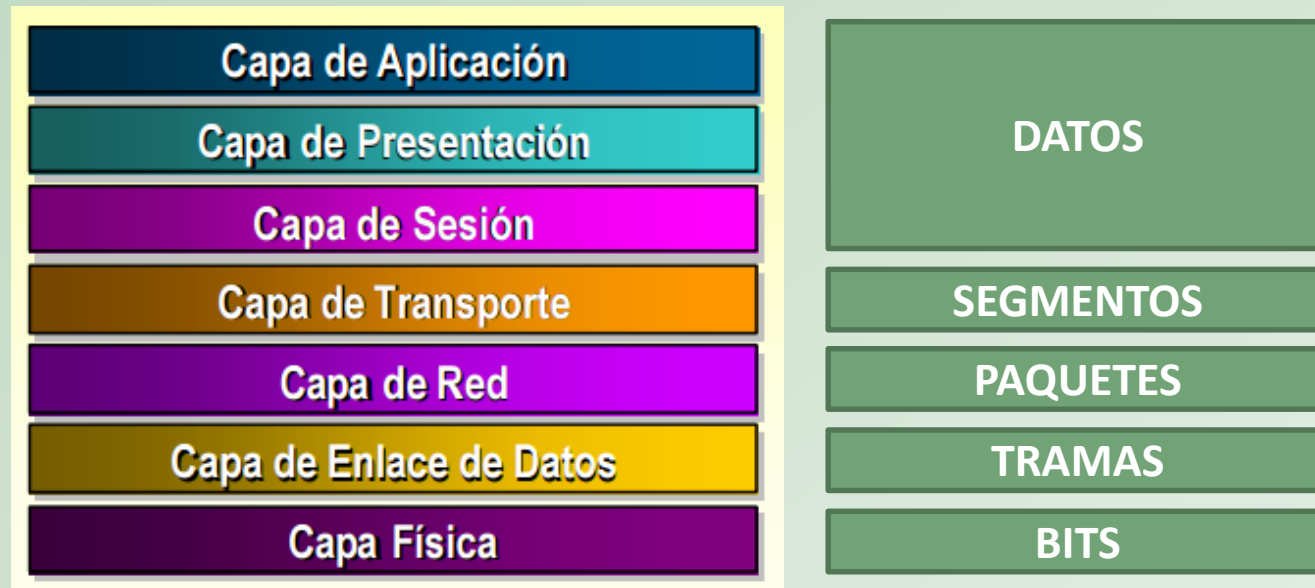 Capa de Aplicación
Capa de Presentación
Capa de Sesión
Capa de Transporte
Capa de Red
Capa de Enlace de Datos
Capa Física
DATOS
SEGMENTOS
PAQUETES
TRAMAS
BITS